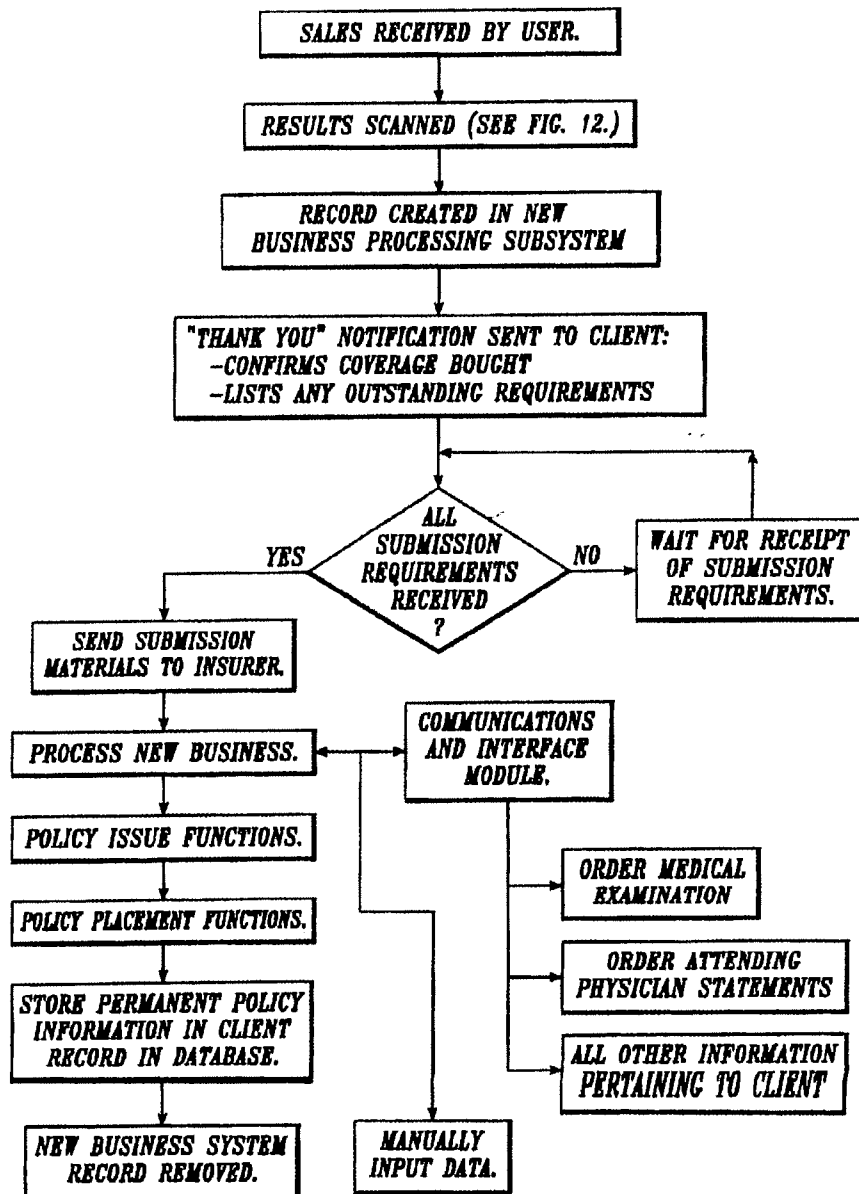 SALES RECEIVED BY USER.
RESULTS SCANNED (SEE FIG. 12.)
RECORD CREATED IN NEW
BUSINESS PROCESSING SUBSYSTEM
"THANK YOU" NOTIFICATION SENT TO CLIENT:
-CONFIRMS COVERAGE BOUGHT
-LISTS ANY OUTSTANDING REQUIREMENTS
ALL
SUBMISSION
REQUIREMENTS
RECEIVED
?
YES
NO
WAIT FOR RECEIPT
OF SUBMISSION
REQUIREMENTS.
SEND SUBMISSION
MATERIALS TO INSURER.
PROCESS NEW BUSINESS.
COMMUNICATIONS
AND INTERFACE
MODULE.
POLICY ISSUE FUNCTIONS.
ORDER MEDICAL
EXAMINATION
POLICY PLACEMENT FUNCTIONS.
ORDER ATTENDING
PHYSICIAN STATEMENTS
STORE PERMANENT POLICY
INFORMATION IN CLIENT
RECORD IN DATABASE.
ALL OTHER INFORMATION
PERTAINING TO CLIENT
NEW BUSINESS SYSTEM
RECORD REMOVED.
MANUALLY
INPUT DATA.